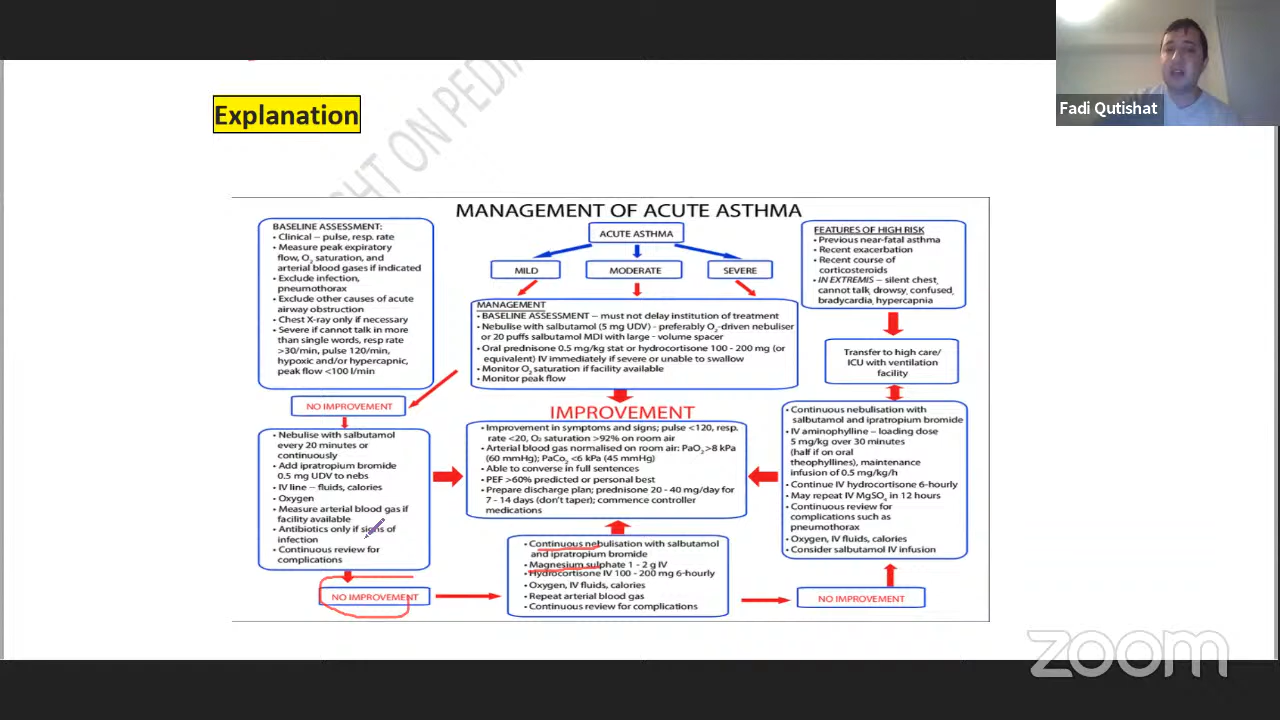 Fadi Qutishat
Explanation
HT ON PEDI
MANAGEMENT OF ACUTE ASTHMA
BASELINE ASSESSMENT:
• Clinical – pulse, resp. rate
• Measure peak expiratory
flow, O2 saturation, and
arterial blood gases if indicated
• Exclude infection,
pneumothorax
• Exclude other causes of acute
airway obstruction
• Chest X-ray only if necessary
• Severe if cannot talk in more
than single words, resp rate
>30/min, pulse 120/min,
hypoxic and/or hypercapnic,
peak flow <100 l/min
ACUTE ASTHMA
MILD
MODERATE
SEVERE
MANAGEMENT
• BASELINE ASSESSMENT – must not delay institution of treatment
• Nebulise with salbutamol (5 mg UDV) - preferably O2-driven nebuliser
or 20 puffs salbutamol MDI with large - volume spacer
• Oral prednisone 0.5 mg/kg stat or hydrocortisone 100 - 200 mg (or
equivalent) IV immediately if severe or unable to swallow
• Monitor O2 saturation if facility available
• Monitor peak flow
FEATURES OF HIGH RISK
• Previous near-fatal asthma
• Recent exacerbation
• Recent course of
corticosteroids
• IN EXTREMIS – silent chest,
cannot talk, drowsy, confused,
bradycardia, hypercapnia
Transfer to high care/
ICU with ventilation
facility
NO IMPROVEMENT
• Nebulise with salbutamol
every 20 minutes or
continuously
• Add ipratropium bromide
0.5 mg UDV to nebs
• IV line – fluids, calories
• Oxygen
• Measure arterial blood gas if
facility available
• Antibiotics only if signs of
infection
• Continuous review for
complications
IMPROVEMENT
• Improvement in symptoms and signs; pulse <120, resp.
rate <20, O2 saturation >92% on room air
• Arterial blood gas normalised on room air: PaO2 >8 kPa
(60 mmHg); PaCo2 <6 kPa (45 mmHg)
• Able to converse in full sentences
• PEF >60% predicted or personal best
• Prepare discharge plan; prednisone 20 - 40 mg/day for
7 - 14 days (don't taper); commence controller
medications
• Continuous nebulisation with
salbutamol and ipratropium bromide
• IV aminophylline – loading dose
5 mg/kg over 30 minutes
(half if on oral
theophyllines), maintenance
infusion of 0.5 mg/kg/h
• Continue IV hydrocortisone 6-hourly
• May repeat IV MgSO4 in 12 hours
• Continuous review for
complications such as
pneumothorax
• Oxygen, IV fluids, calories
• Consider salbutamol IV infusion
NO IMPROVEMENT
• Continuous nebulisation with salbutamol
and ipratropium bromide
• Magnesium sulphate 1 - 2 g IV
• Hydrocortisone IV 100 - 200 mg 6-hourly
• Oxygen, IV fluids, calories
• Repeat arterial blood gas
• Continuous review for complications
NO IMPROVEMENT
zoom